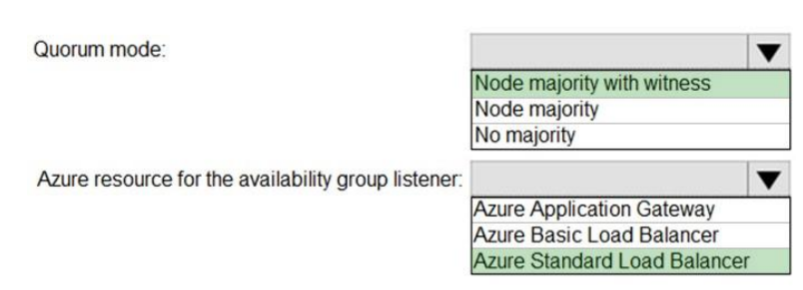 Quorum mode:
Node majority with witness
Node majority
No majority
Azure resource for the availability group listener:
Azure Application Gateway
Azure Basic Load Balancer
Azure Standard Load Balancer